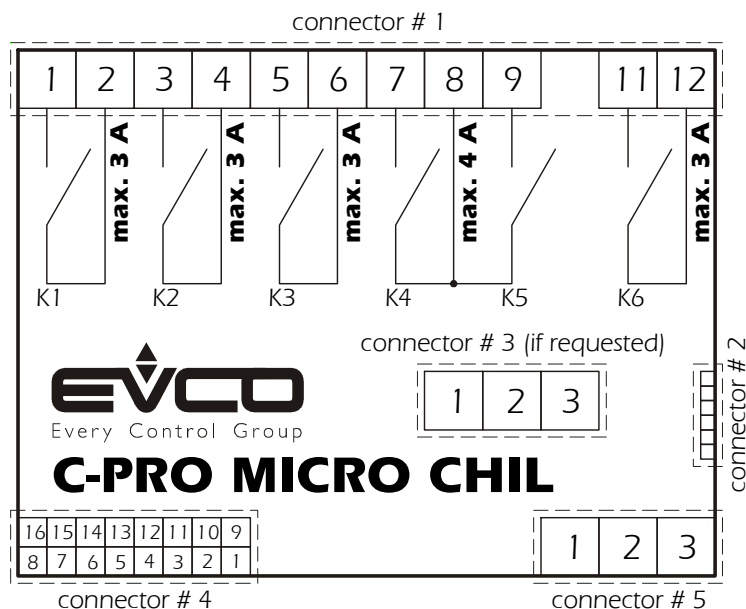 connector # 1
1 2 3 4 5 6 7 8 9 11 12
max. 3 A
max. 3 A
max. 3 A
max. 4 A
max. 3 A
K1 K2 K3 K4 K5 K6
connector # 3 (if requested)
1 2 3
connector # 2
EVCO
Every Control Group
C-PRO MICRO CHIL
16 15 14 13 12 11 10 9
8 7 6 5 4 3 2 1
connector # 4
1 2 3
connector # 5